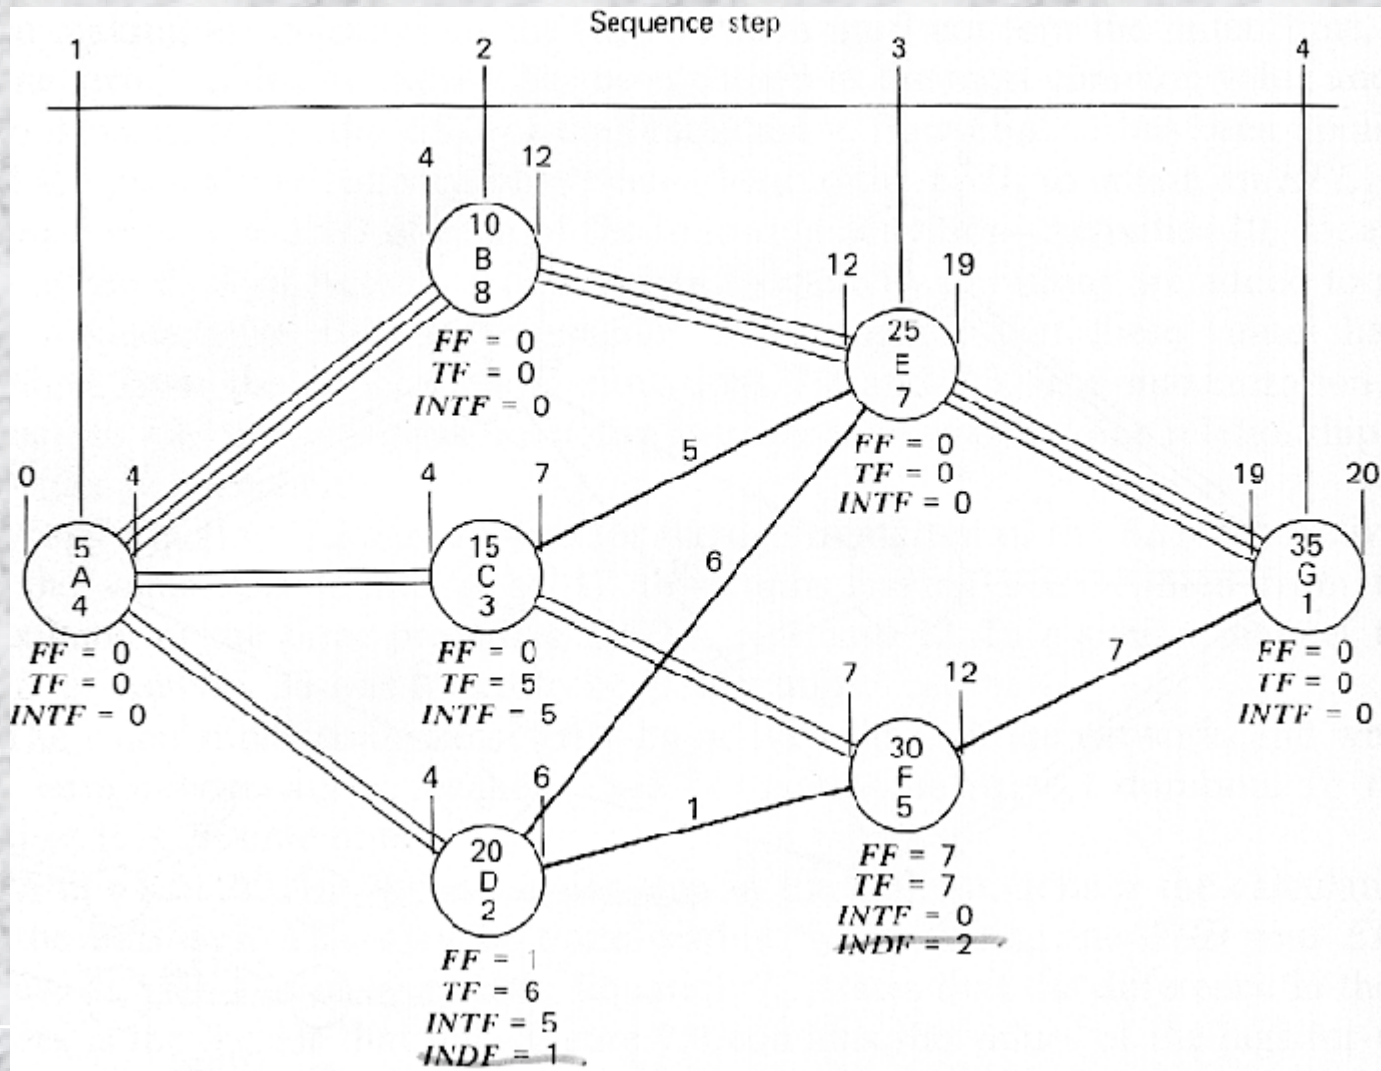 Sequence step
1 2 3 4
4 12
10
B
8
FF = 0
TF = 0
INTF = 0
12 19
25
E
7
FF = 0
TF = 0
INTF = 0
0 4
5
A
4
FF = 0
TF = 0
INTF = 0
4 7
15
C
3
FF = 0
TF = 5
INTF = 5
5
6
19 20
35
G
1
FF = 0
TF = 0
INTF = 0
4 6
20
D
2
FF = 1
TF = 6
INTF = 5
INDF = 1
1
7 12
30
F
5
FF = 7
TF = 7
INTF = 0
INDF = 2
7